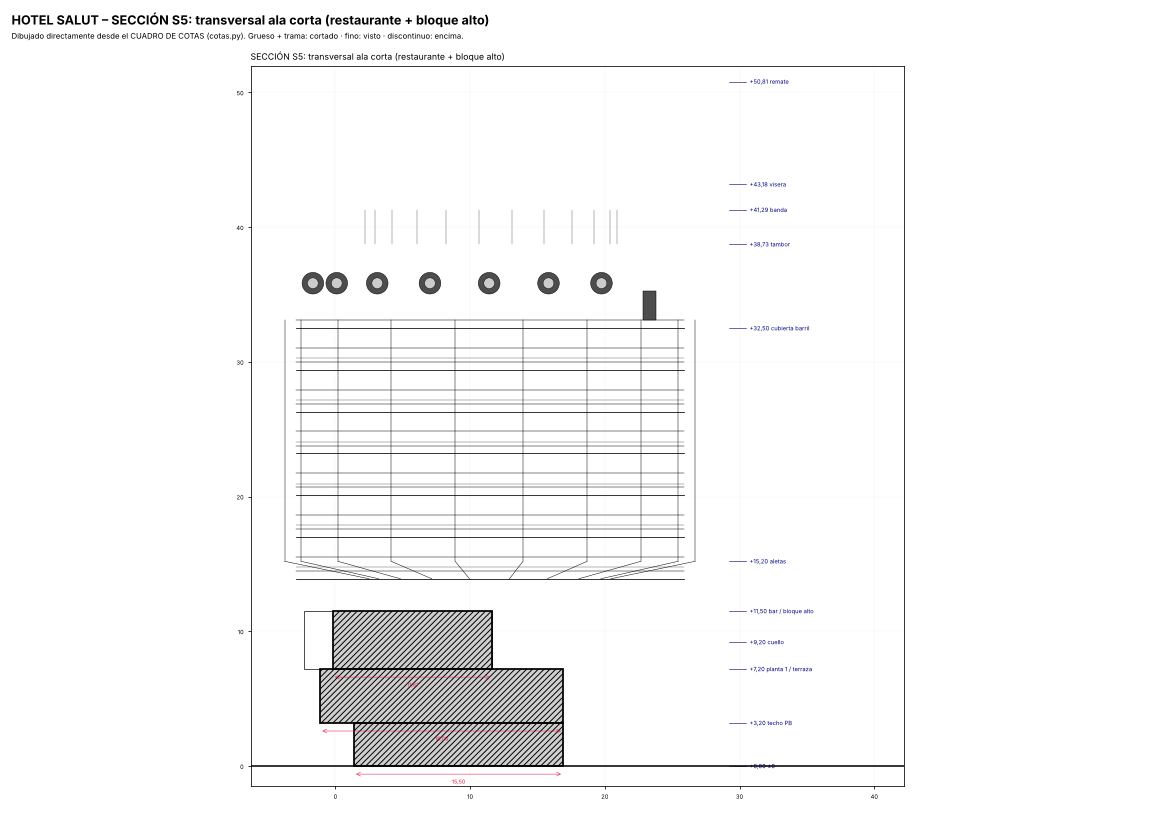 HOTEL SALUT – SECCIÓN S5: transversal ala corta (restaurante + bloque alto)
Dibujado directamente desde el CUADRO DE COTAS (cotas.py). Grueso + trama: cortado · fino: visto · discontinuo: encima.
SECCIÓN S5: transversal ala corta (restaurante + bloque alto)
+50,81 remate
50
+43,18 visera
+41,29 banda
40
+38,73 tambor
+32,50 cubierta barril
30
20
+15,20 aletas
+11,50 bar / bloque alto
10
+9,20 cuello
+7,20 planta 1 / terraza
+3,20 techo PB
0
15,50
0 10 20 30 40